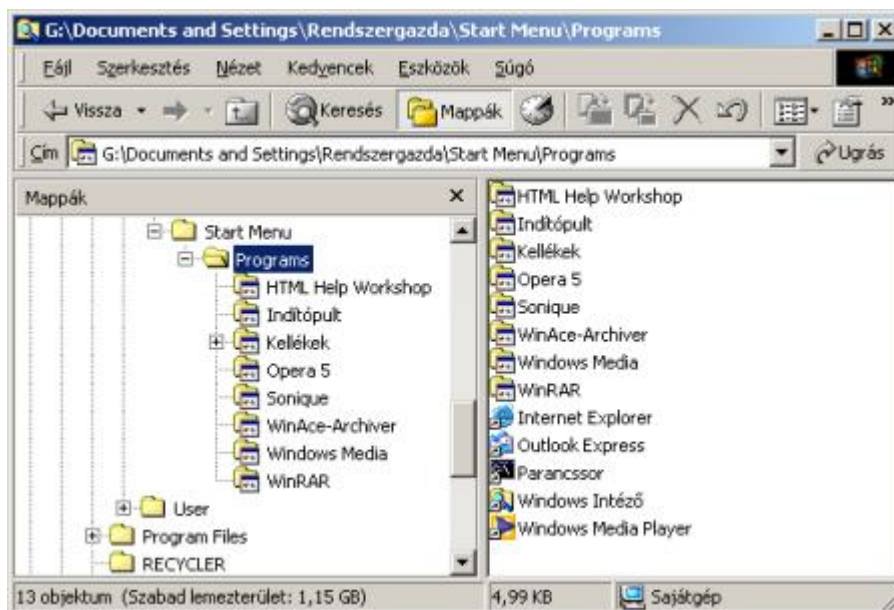 G:\Documents and Settings\Rendszergazda\Start Menu\Programs
Fájl Szerkesztés Nézet Kedvencek Eszközök Súgó
Vissza Keresés Mappák
Cím G:\Documents and Settings\Rendszergazda\Start Menu\Programs Ugrás
Mappák
Start Menu
Programs
HTML Help Workshop
Indítópult
Kellékek
Opera 5
Sonique
WinAce-Archiver
Windows Media
WinRAR
User
Program Files
RECYCLER
HTML Help Workshop
Indítópult
Kellékek
Opera 5
Sonique
WinAce-Archiver
Windows Media
WinRAR
Internet Explorer
Outlook Express
Parancssor
Windows Intéző
Windows Media Player
13 objektum (Szabad lemezterület: 1,15 GB) 4,99 KB Sajátgép